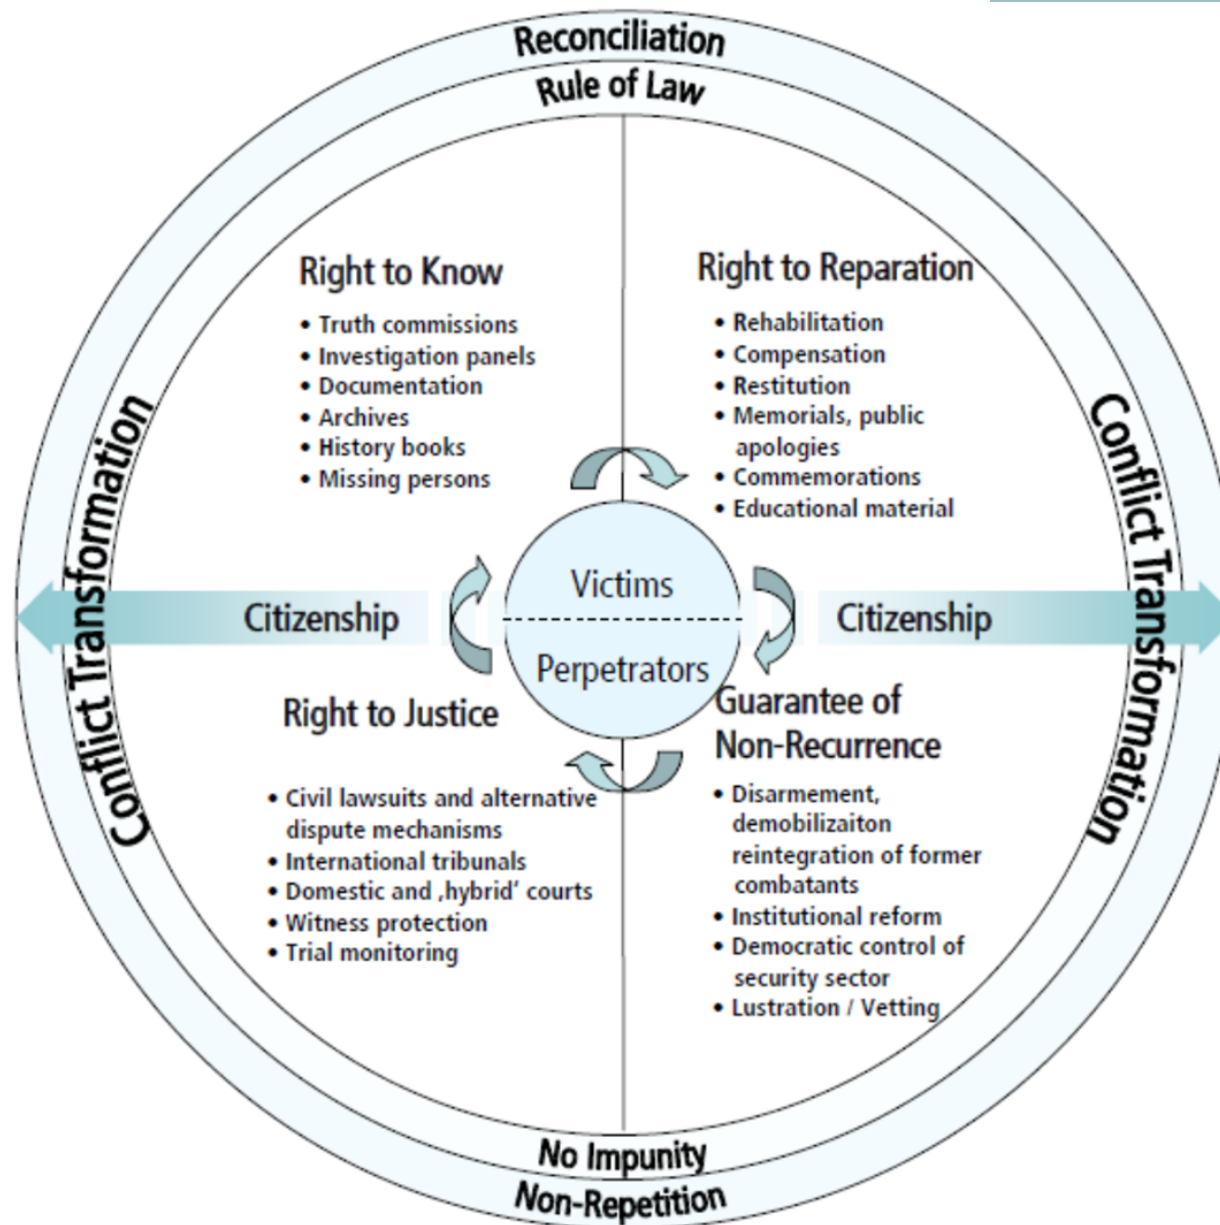 Reconciliation
Rule of Law
Right to Know
• Truth commissions
• Investigation panels
• Documentation
• Archives
• History books
• Missing persons
Right to Reparation
• Rehabilitation
• Compensation
• Restitution
• Memorials, public
apologies
• Commemorations
• Educational material
Conflict Transformation
Conflict Transformation
Citizenship
Victims
Perpetrators
Citizenship
Right to Justice
• Civil lawsuits and alternative
dispute mechanisms
• International tribunals
• Domestic and ‚hybrid‘ courts
• Witness protection
• Trial monitoring
Guarantee of
Non-Recurrence
• Disarmement,
demobilizaiton
reintegration of former
combatants
• Institutional reform
• Democratic control of
security sector
• Lustration / Vetting
No Impunity
Non-Repetition